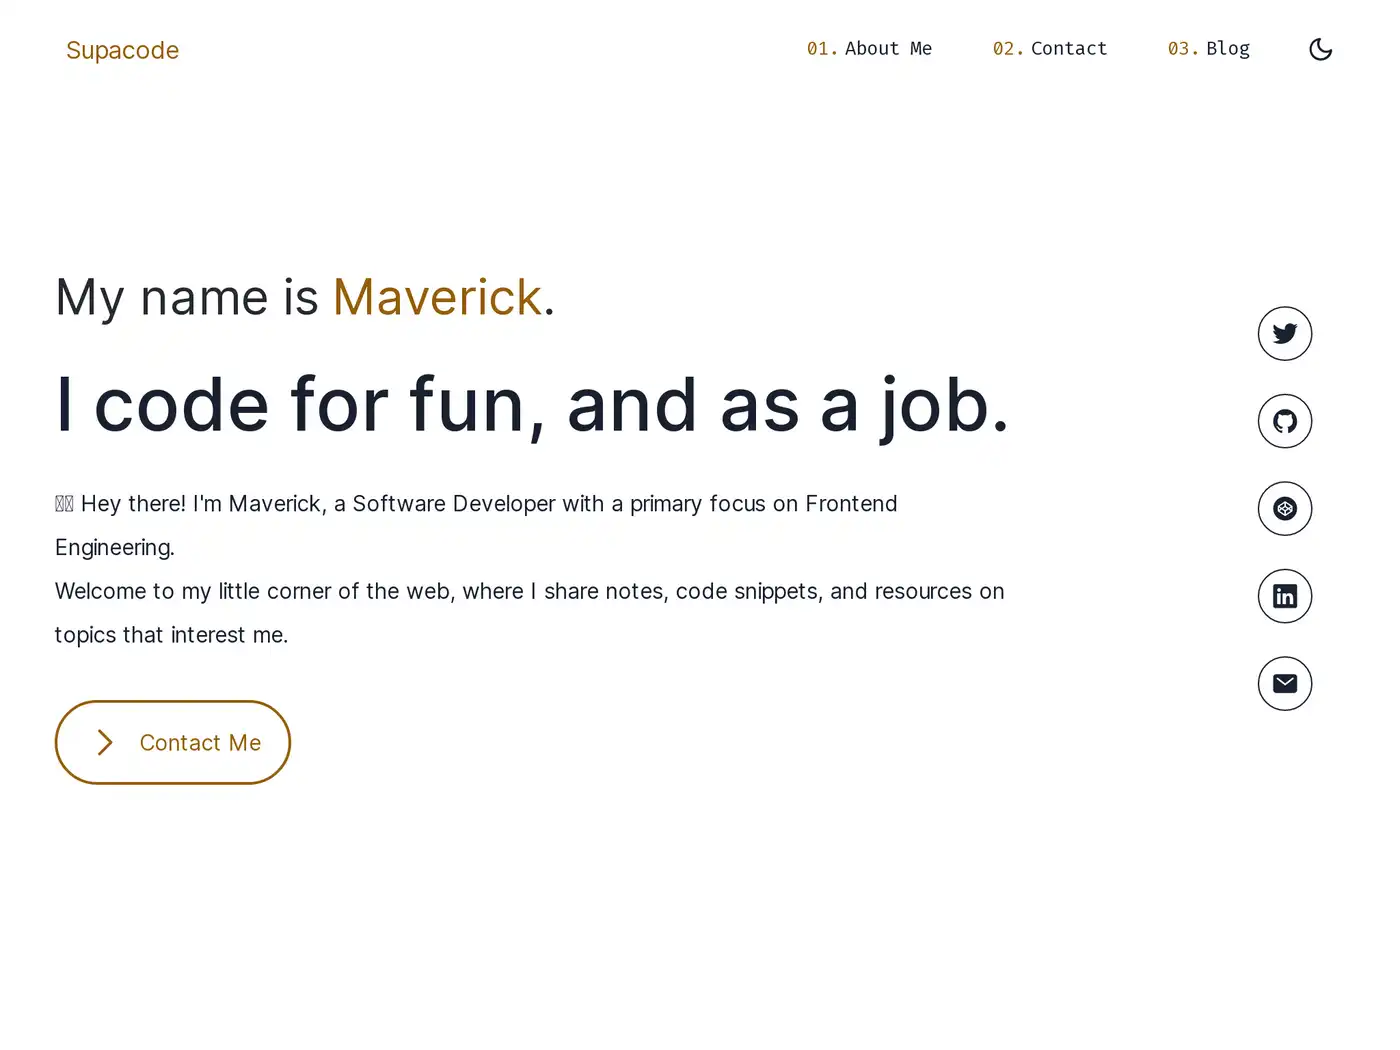 Supacode
01. About Me
02. Contact
03. Blog
My name is Maverick.
I code for fun, and as a job.
Hey there! I'm Maverick, a Software Developer with a primary focus on Frontend
Engineering.
Welcome to my little corner of the web, where I share notes, code snippets, and resources on
topics that interest me.
Contact Me